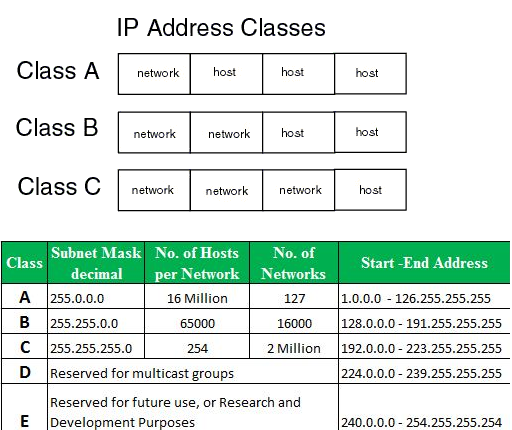 IP Address Classes
Class A network host host host
Class B network network host host
Class C network network network host
Class Subnet Mask decimal No. of Hosts per Network No. of Networks Start -End Address
A 255.0.0.0 16 Million 127 1.0.0.0 - 126.255.255.255
B 255.255.0.0 65000 16000 128.0.0.0 - 191.255.255.255
C 255.255.255.0 254 2 Million 192.0.0.0 - 223.255.255.255
D Reserved for multicast groups 224.0.0.0 - 239.255.255.255
E Reserved for future use, or Research and Development Purposes 240.0.0.0 - 254.255.255.254